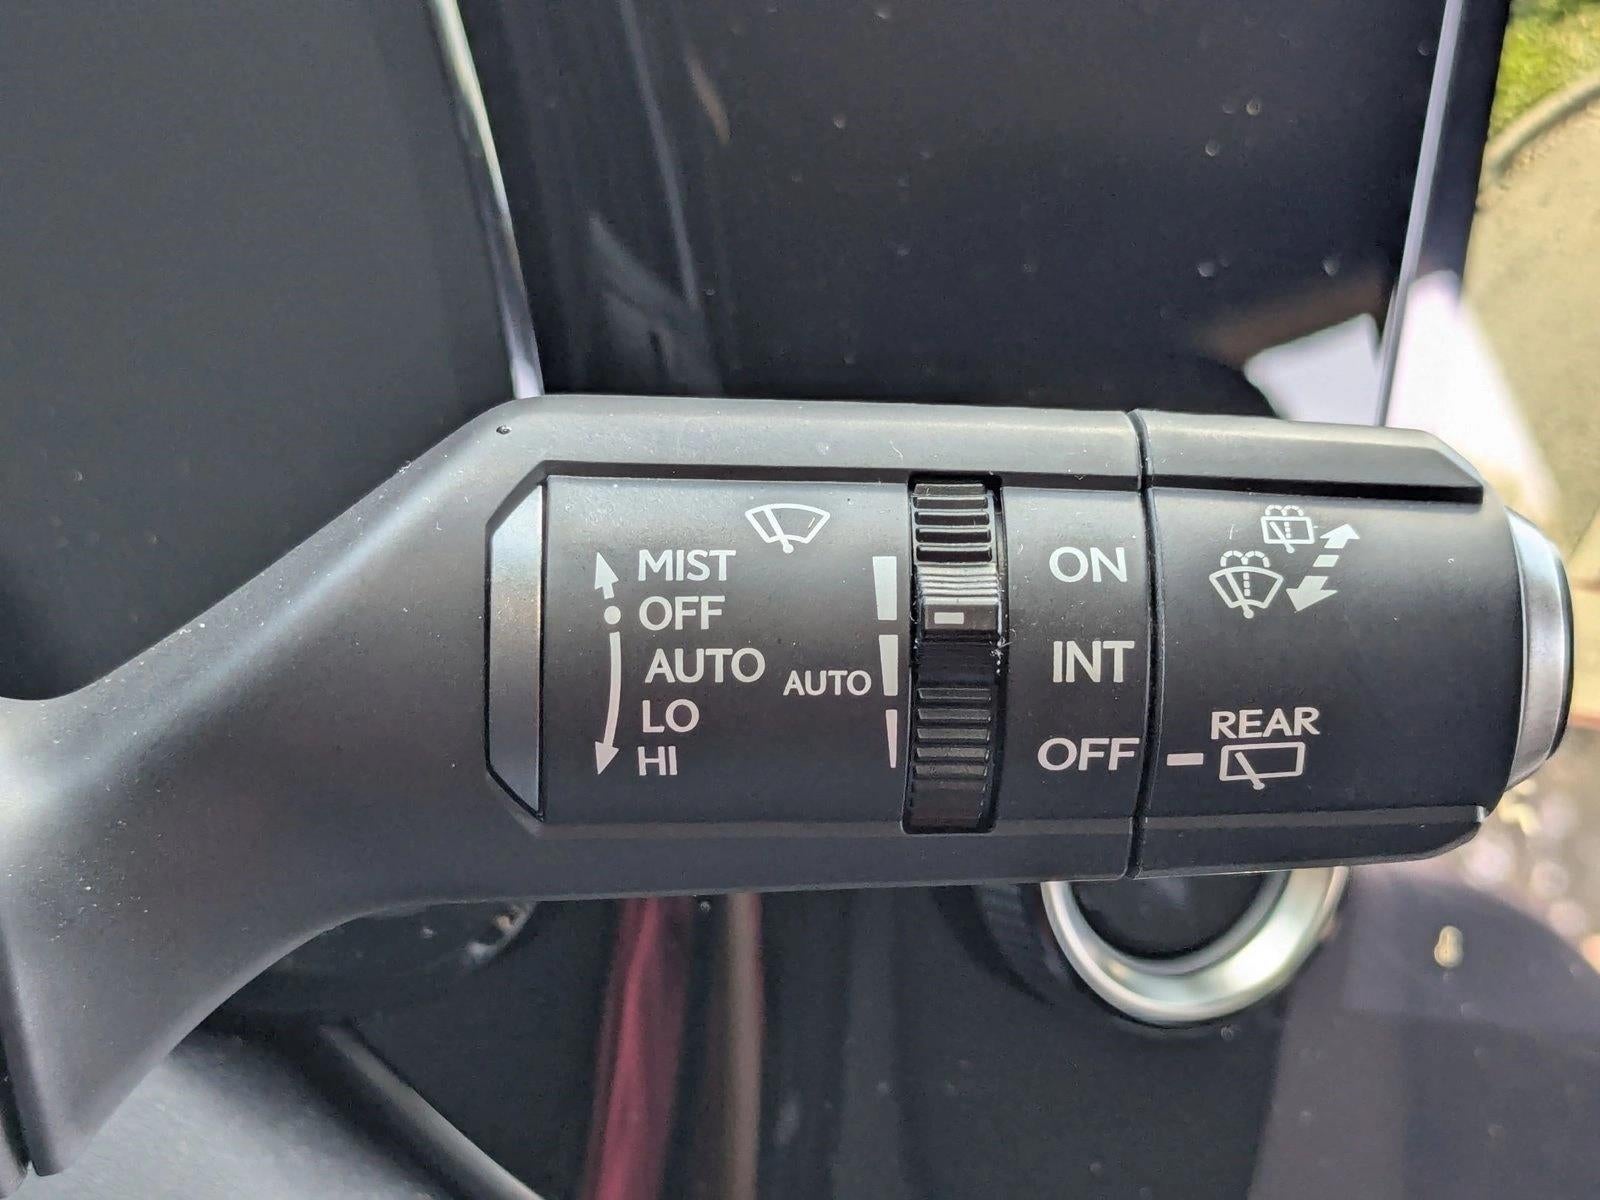 MIST
OFF
AUTO
LO
HI
AUTO
ON
INT
OFF
REAR